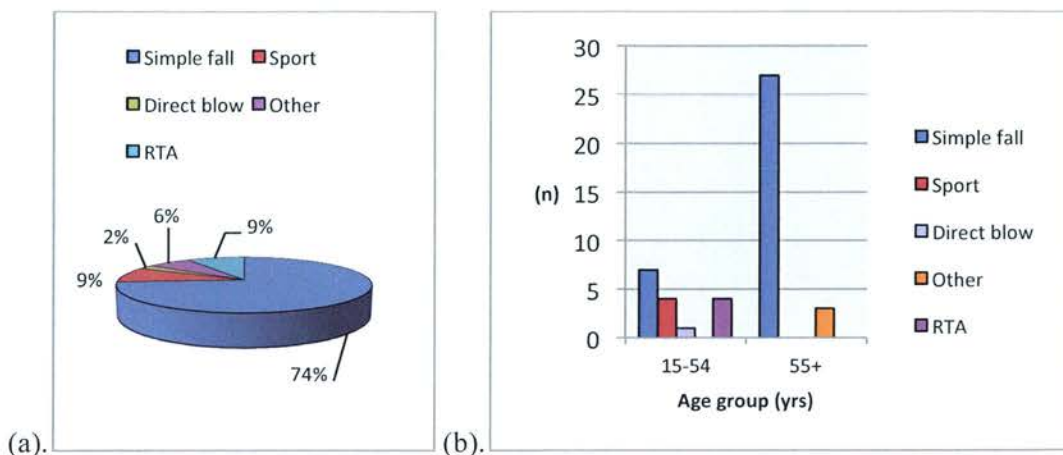 Simple fall Sport
Direct blow Other
RTA
6%
9%
2%
9%
74%
(a).
30
25
20
(n) 15
10
5
0
15-54 55+
Age group (yrs)
Simple fall
Sport
Direct blow
Other
RTA
(b).